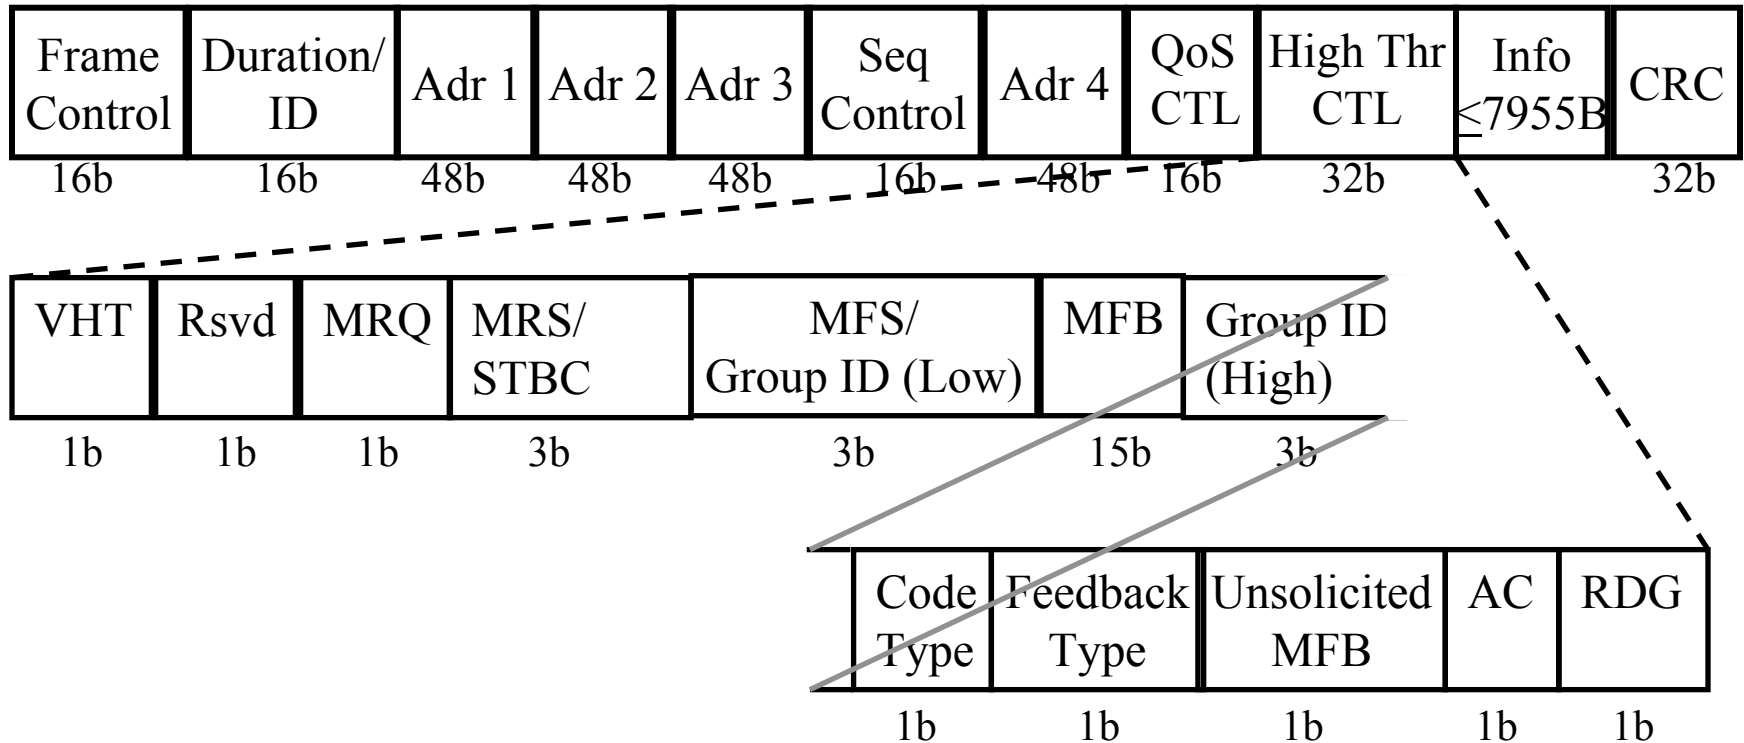 Frame Control
Duration/ ID
Adr 1
Adr 2
Adr 3
Seq Control
Adr 4
QoS CTL
High Thr CTL
Info ≤7955B
CRC
16b 16b 48b 48b 48b 16b 48b 16b 32b 32b
VHT
Rsvd
MRQ
MRS/ STBC
MFS/ Group ID (Low)
MFB
Group ID (High)
1b 1b 1b 3b 3b 15b 3b
Code Type
Feedback Type
Unsolicited MFB
AC
RDG
1b 1b 1b 1b 1b